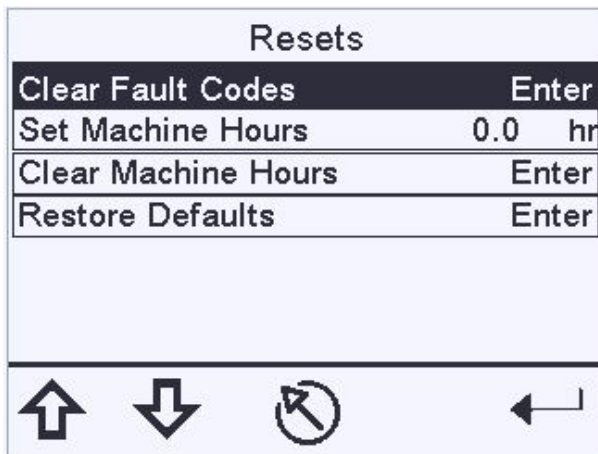 Resets
Clear Fault Codes Enter
Set Machine Hours 0.0 hr
Clear Machine Hours Enter
Restore Defaults Enter